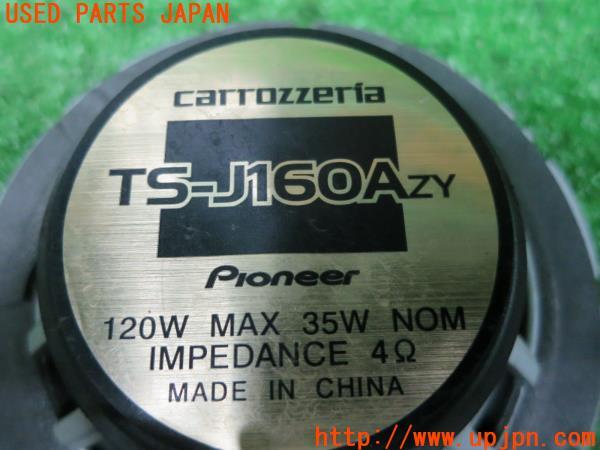 USED PARTS JAPAN
carrozzeria
TS-J160AZY
Pioneer
120W MAX 35W NOM
IMPEDANCE 4Ω
MADE IN CHINA
http://www.upjpn.com